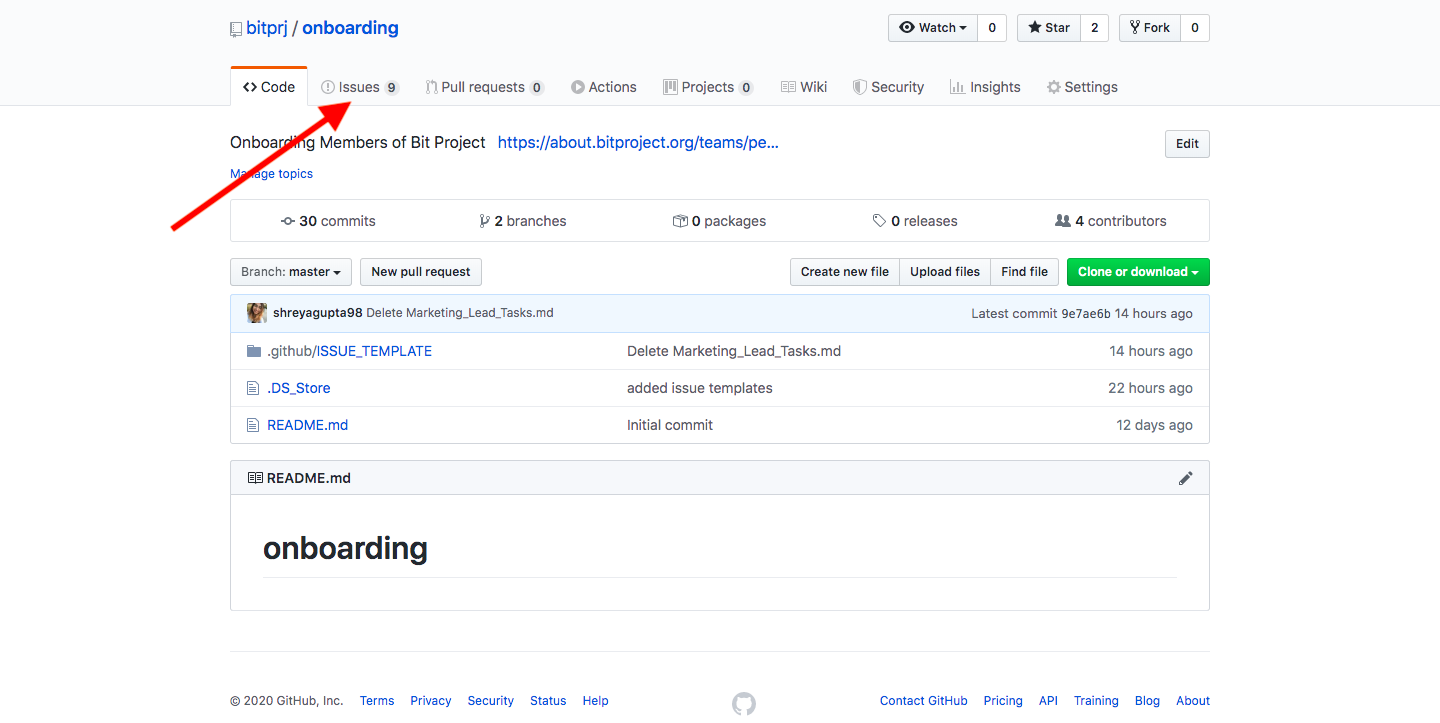 bitprj / onboarding
Watch 0 Star 2 Fork 0
Code Issues 9 Pull requests 0 Actions Projects 0 Wiki Security Insights Settings
Onboarding Members of Bit Project https://about.bitproject.org/teams/pe... Edit
Manage topics
30 commits 2 branches 0 packages 0 releases 4 contributors
Branch: master New pull request Create new file Upload files Find file Clone or download
shreyagupta98 Delete Marketing_Lead_Tasks.md Latest commit 9e7ae6b 14 hours ago
.github/ISSUE_TEMPLATE Delete Marketing_Lead_Tasks.md 14 hours ago
.DS_Store added issue templates 22 hours ago
README.md Initial commit 12 days ago
README.md
onboarding
© 2020 GitHub, Inc. Terms Privacy Security Status Help Contact GitHub Pricing API Training Blog About